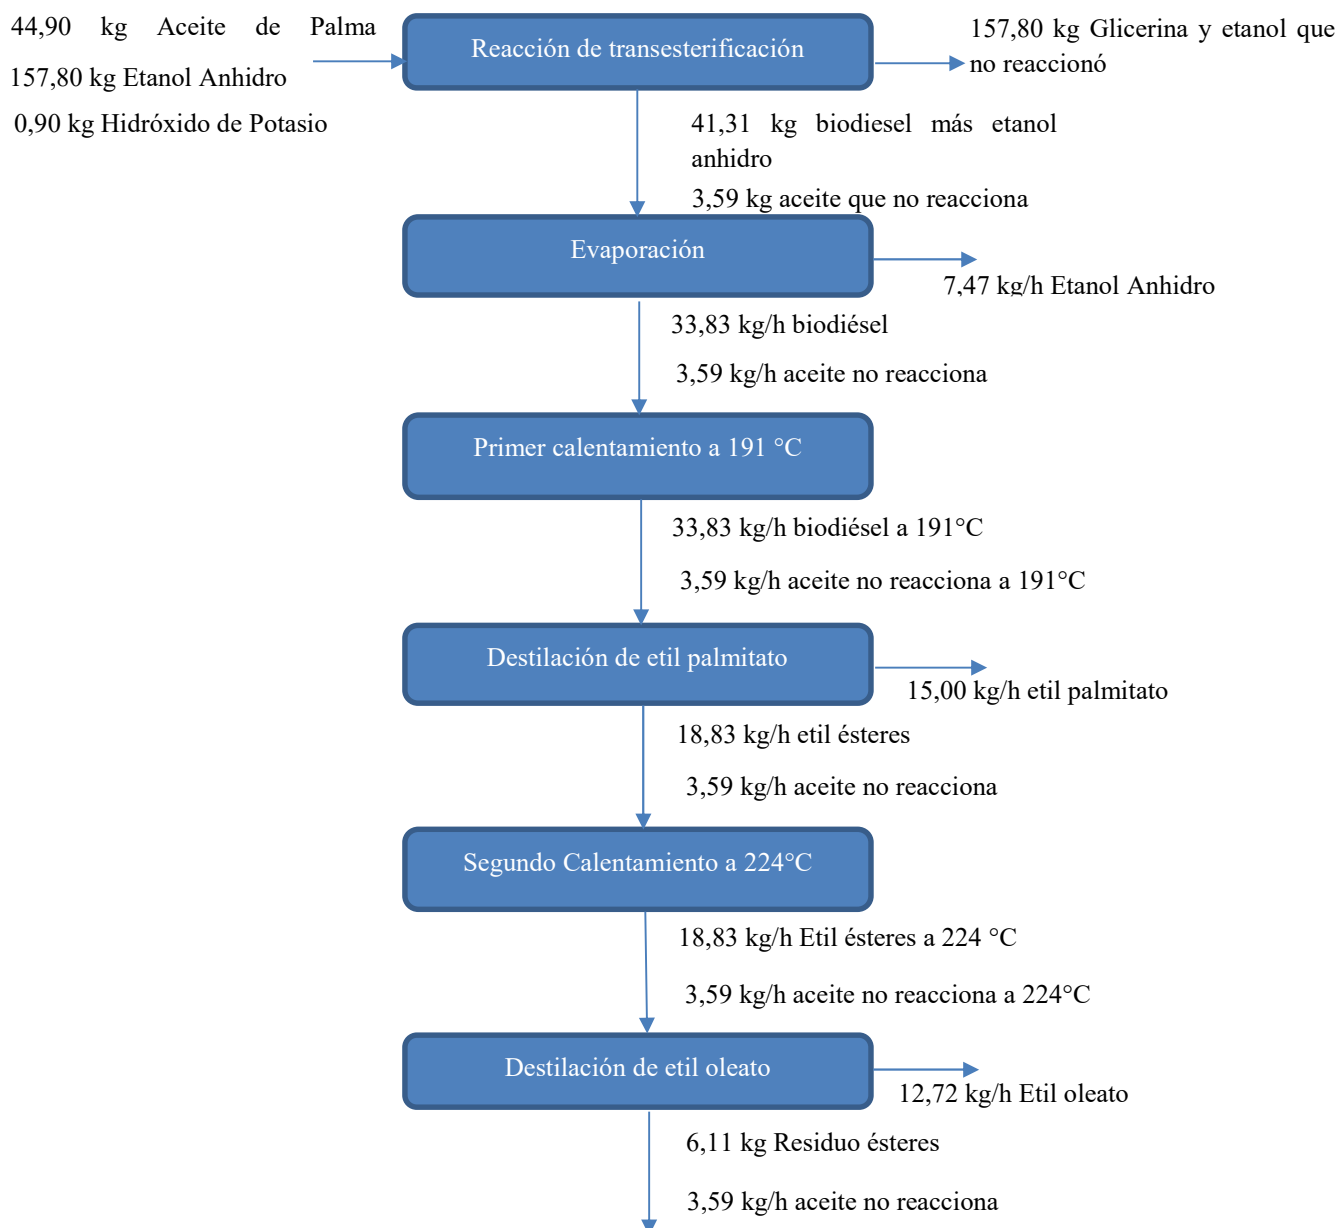 44,90 kg Aceite de Palma
157,80 kg Etanol Anhidro
0,90 kg Hidróxido de Potasio
Reacción de transesterificación
157,80 kg Glicerina y etanol que
no reaccionó
41,31 kg biodiesel más etanol
anhidro
3,59 kg aceite que no reacciona
Evaporación
7,47 kg/h Etanol Anhidro
33,83 kg/h biodiésel
3,59 kg/h aceite no reacciona
Primer calentamiento a 191 °C
33,83 kg/h biodiésel a 191°C
3,59 kg/h aceite no reacciona a 191°C
Destilación de etil palmitato
15,00 kg/h etil palmitato
18,83 kg/h etil ésteres
3,59 kg/h aceite no reacciona
Segundo Calentamiento a 224°C
18,83 kg/h Etil ésteres a 224 °C
3,59 kg/h aceite no reacciona a 224°C
Destilación de etil oleato
12,72 kg/h Etil oleato
6,11 kg Residuo ésteres
3,59 kg/h aceite no reacciona